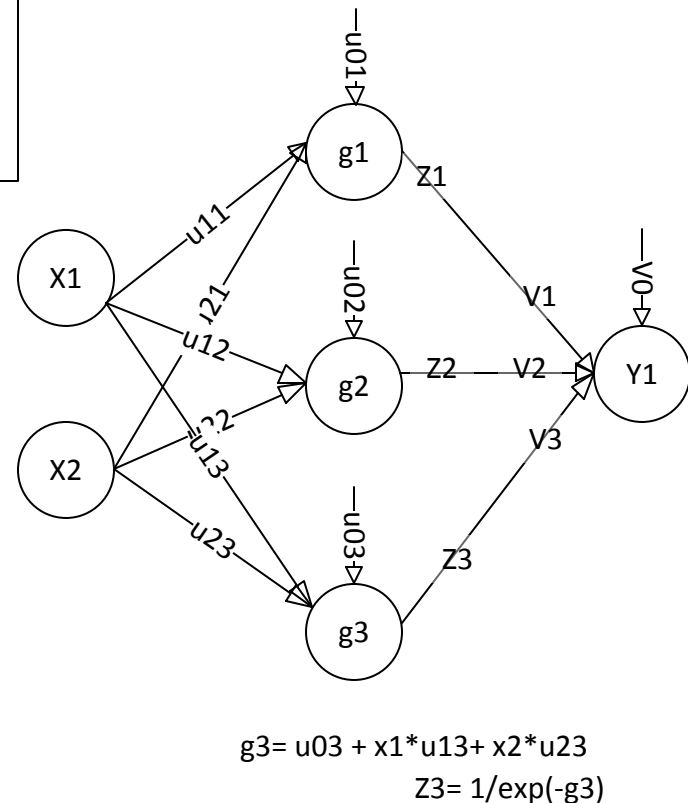 u01
g1
Z1
u11
X1
u21
u02
V0
V1
u12
g2
Z2
V2
Y1
V3
X2
u13
u23
u03
Z3
g3
g3= u03 + x1*u13+ x2*u23
Z3= 1/exp(-g3)